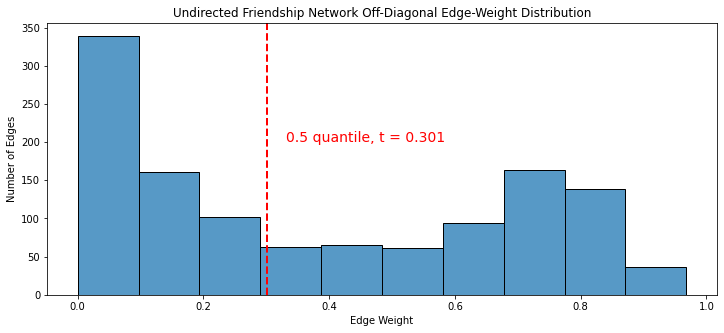 Undirected Friendship Network Off-Diagonal Edge-Weight Distribution
350
300
250
200
150
100
50
0
Number of Edges
0.5 quantile, t = 0.301
0.0 0.2 0.4 0.6 0.8 1.0
Edge Weight